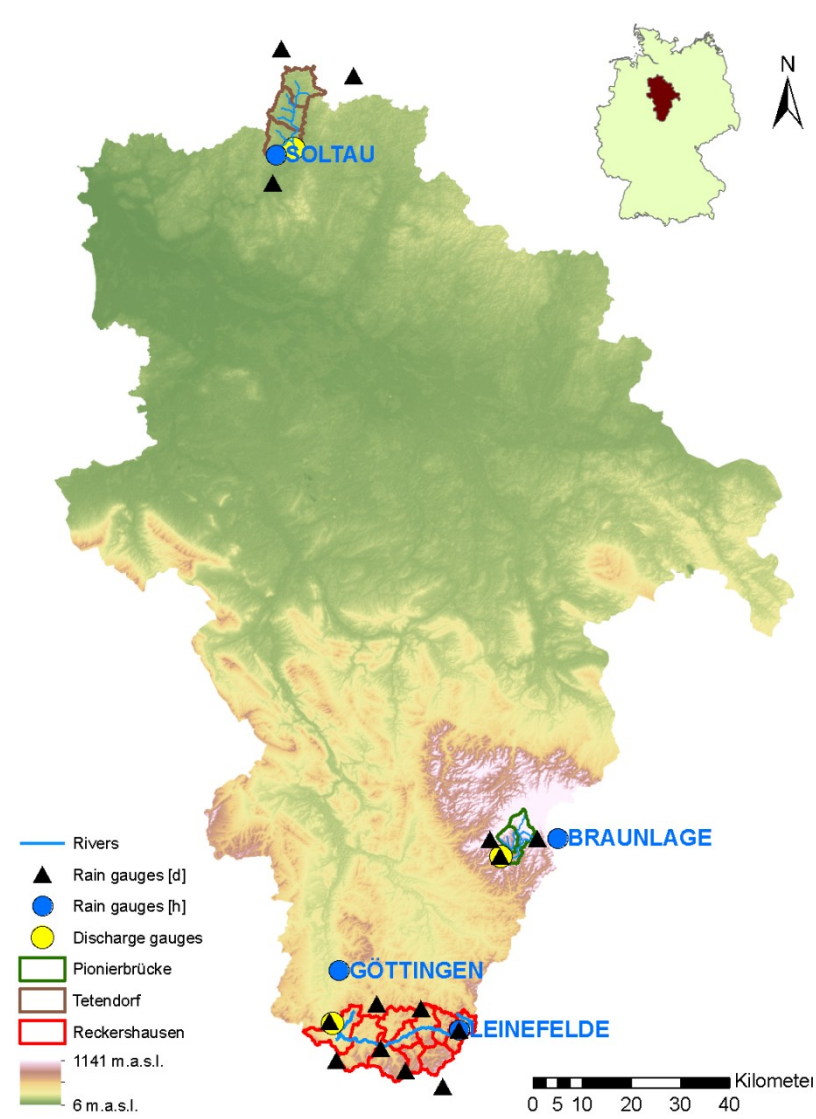 N
SOLTAU
BRAUNLAGE
GÖTTINGEN
LEINEFELDE
Rivers
Rain gauges [d]
Rain gauges [h]
Discharge gauges
Pionierbrücke
Tetendorf
Reckershausen
1141 m.a.s.l.
6 m.a.s.l.
Kilometer
0 5 10 20 30 40